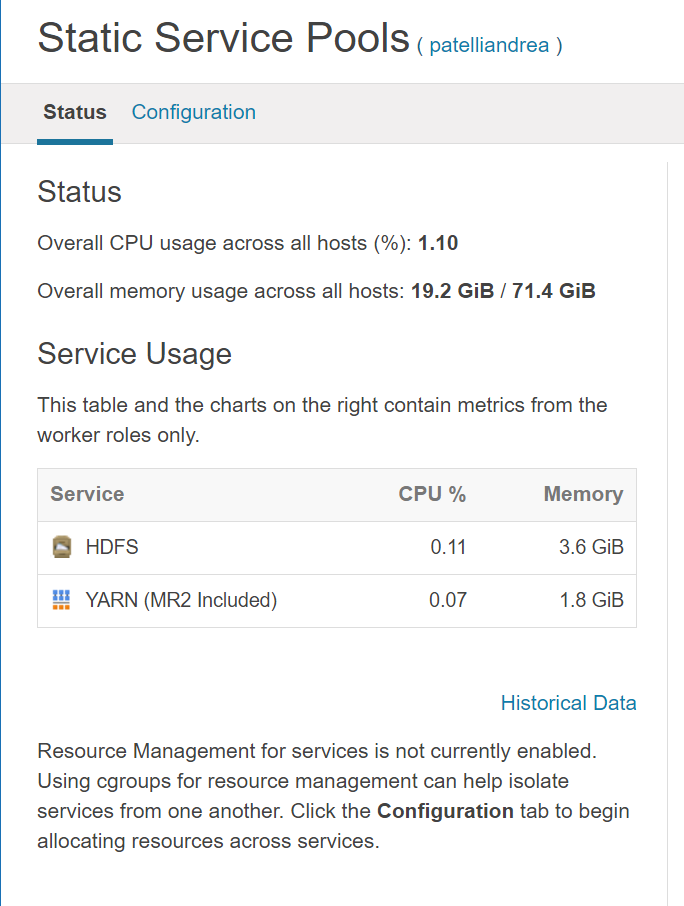 Static Service Pools ( patelliandrea )
Status Configuration
Status
Overall CPU usage across all hosts (%): 1.10
Overall memory usage across all hosts: 19.2 GiB / 71.4 GiB
Service Usage
This table and the charts on the right contain metrics from the
worker roles only.
Service CPU % Memory
HDFS 0.11 3.6 GiB
YARN (MR2 Included) 0.07 1.8 GiB
Historical Data
Resource Management for services is not currently enabled.
Using cgroups for resource management can help isolate
services from one another. Click the Configuration tab to begin
allocating resources across services.